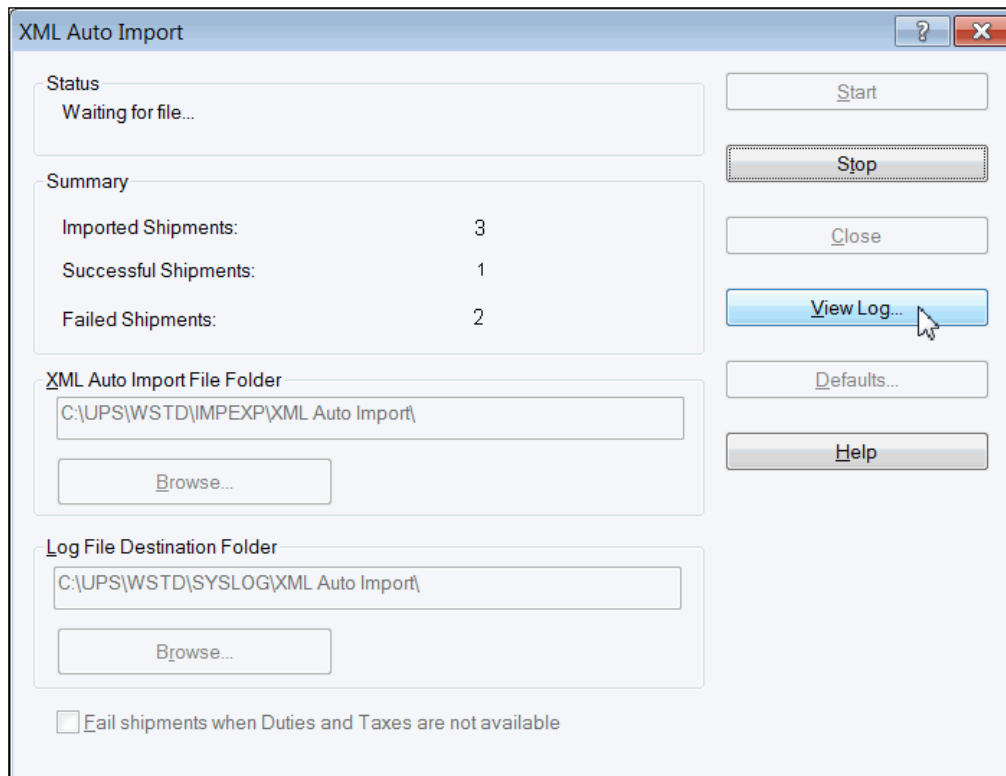 XML Auto Import
Status
Waiting for file...
Start
Stop
Summary
Imported Shipments: 3
Successful Shipments: 1
Failed Shipments: 2
Close
View Log...
XML Auto Import File Folder
C:\UPS\WSTD\IMPEXP\XML Auto Import\
Browse...
Defaults...
Help
Log File Destination Folder
C:\UPS\WSTD\SYSLOG\XML Auto Import\
Browse...
Fail shipments when Duties and Taxes are not available